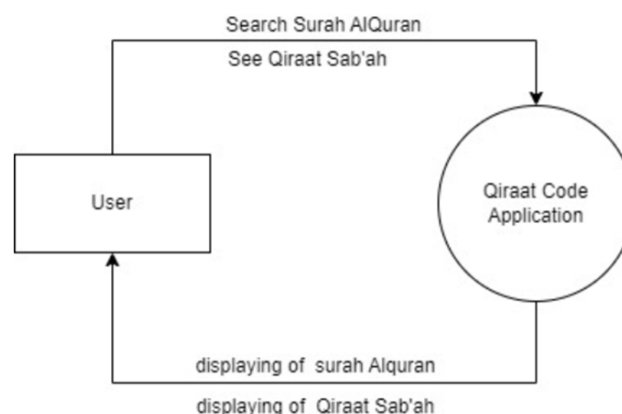 Search Surah AlQuran
See Qiraat Sab'ah
User
Qiraat Code
Application
displaying of surah Alquran
displaying of Qiraat Sab'ah